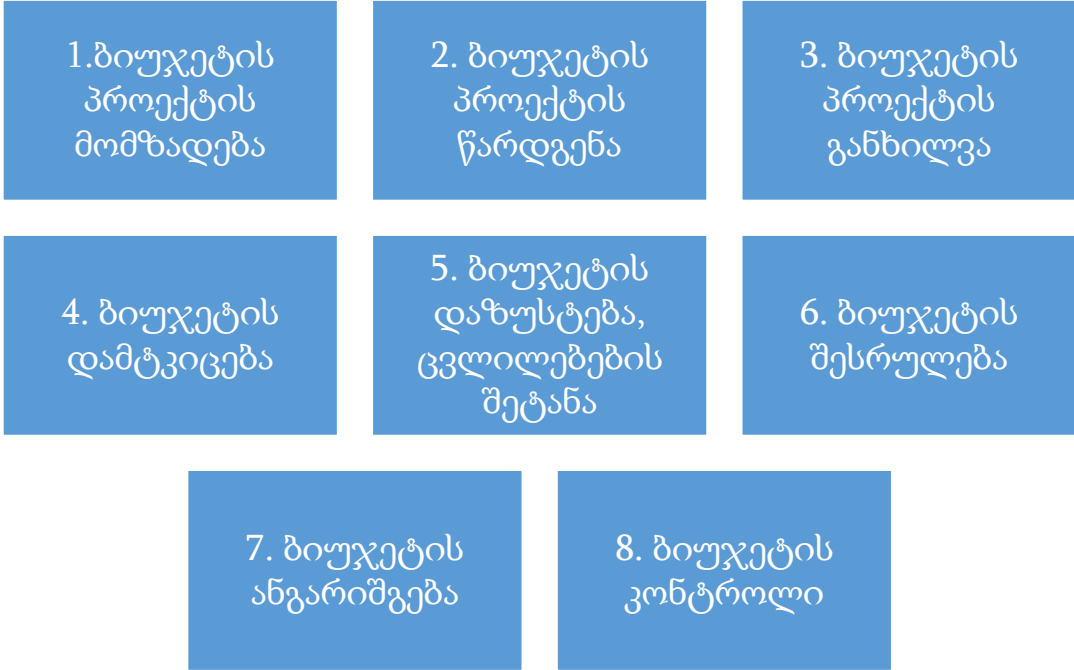 1.ბიუჯეტის
პროექტის
მომზადება
2. ბიუჯეტის
პროექტის
წარდგენა
3. ბიუჯეტის
პროექტის
განხილვა
4. ბიუჯეტის
დამტკიცება
5. ბიუჯეტის
დაზუსტება,
ცვლილებების
შეტანა
6. ბიუჯეტის
შესრულება
7. ბიუჯეტის
ანგარიშგება
8. ბიუჯეტის
კონტროლი